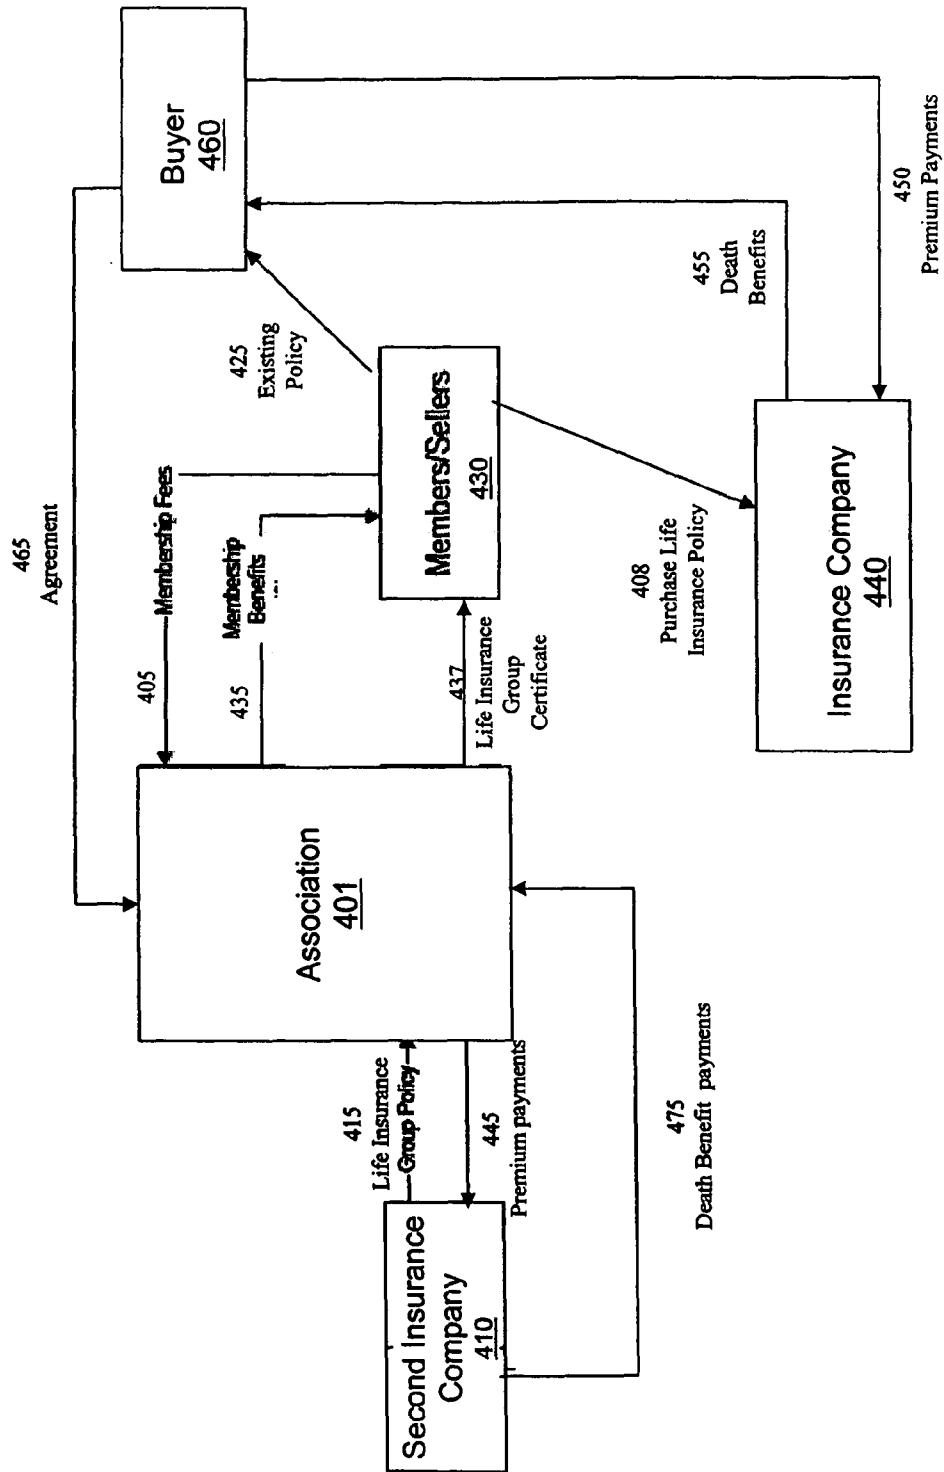 465
Agreement
Buyer
460
425
Existing
Policy
Membership Fees
405
Membership
Benefits
435
Members/Sellers
430
455
Death
Benefits
450
Premium Payments
Association
401
437
Life Insurance
Group
Certificate
408
Purchase Life
Insurance Policy
Insurance Company
440
415
Life Insurance
Group Policy
445
Premium payments
Second Insurance
Company
410
475
Death Benefit payments